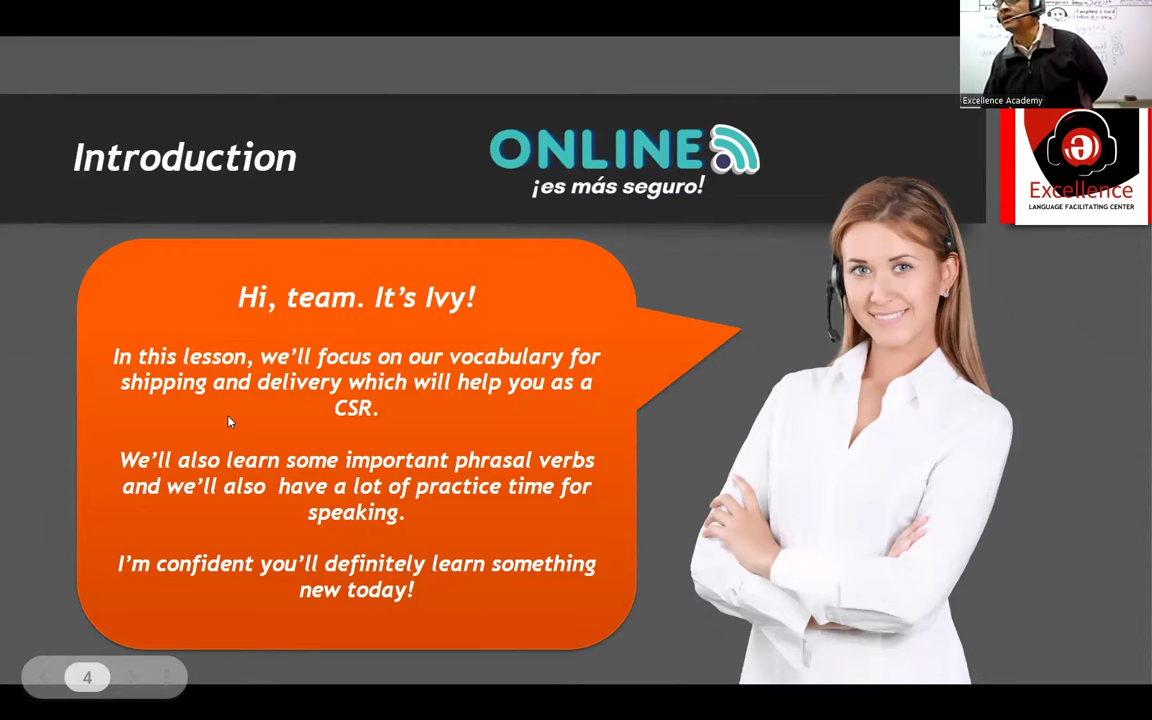 Excellence Academy
Introduction
ONLINE
¡es más seguro!
Excellence
LANGUAGE FACILITATING CENTER
Hi, team. It's Ivy!
In this lesson, we'll focus on our vocabulary for
shipping and delivery which will help you as a
CSR.
We'll also learn some important phrasal verbs
and we'll also have a lot of practice time for
speaking.
I'm confident you'll definitely learn something
new today!
4